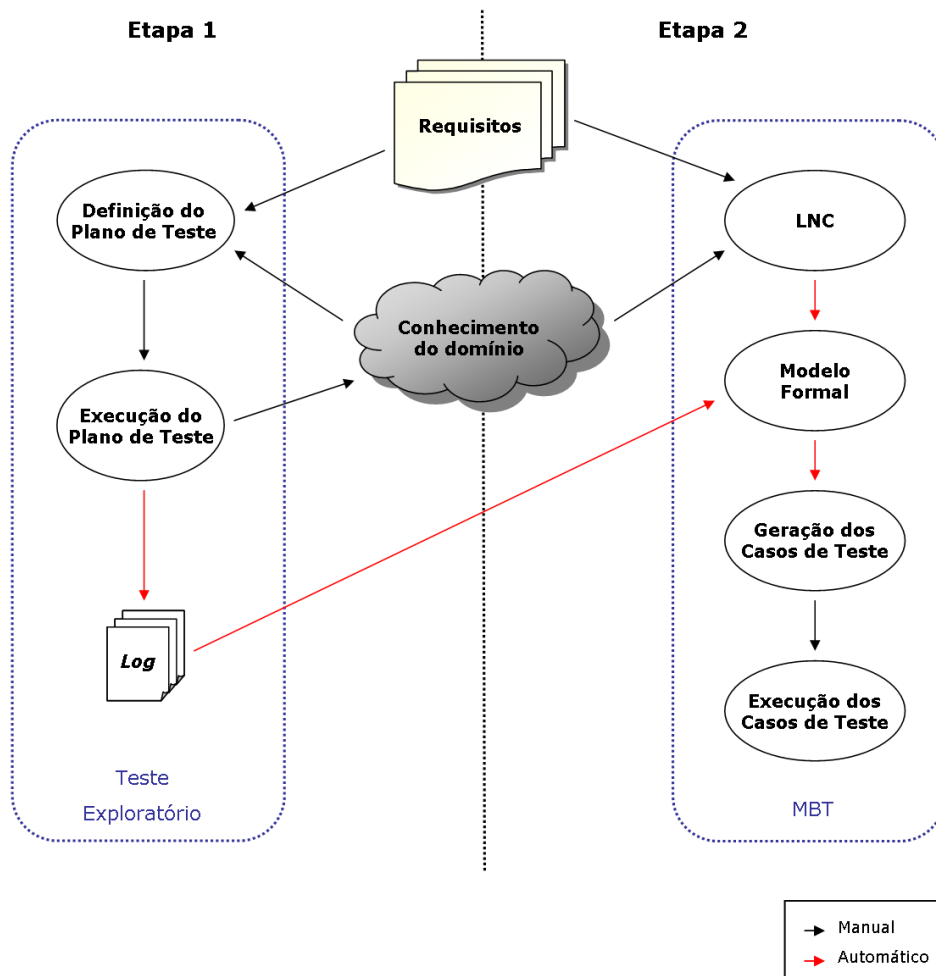 Etapa 1
Etapa 2
Requisitos
Definição do
Plano de Teste
LNC
Conhecimento
do domínio
Modelo
Formal
Execução do
Plano de Teste
Geração dos
Casos de Teste
Log
Execução dos
Casos de Teste
Teste
Exploratório
MBT
Manual
Automático